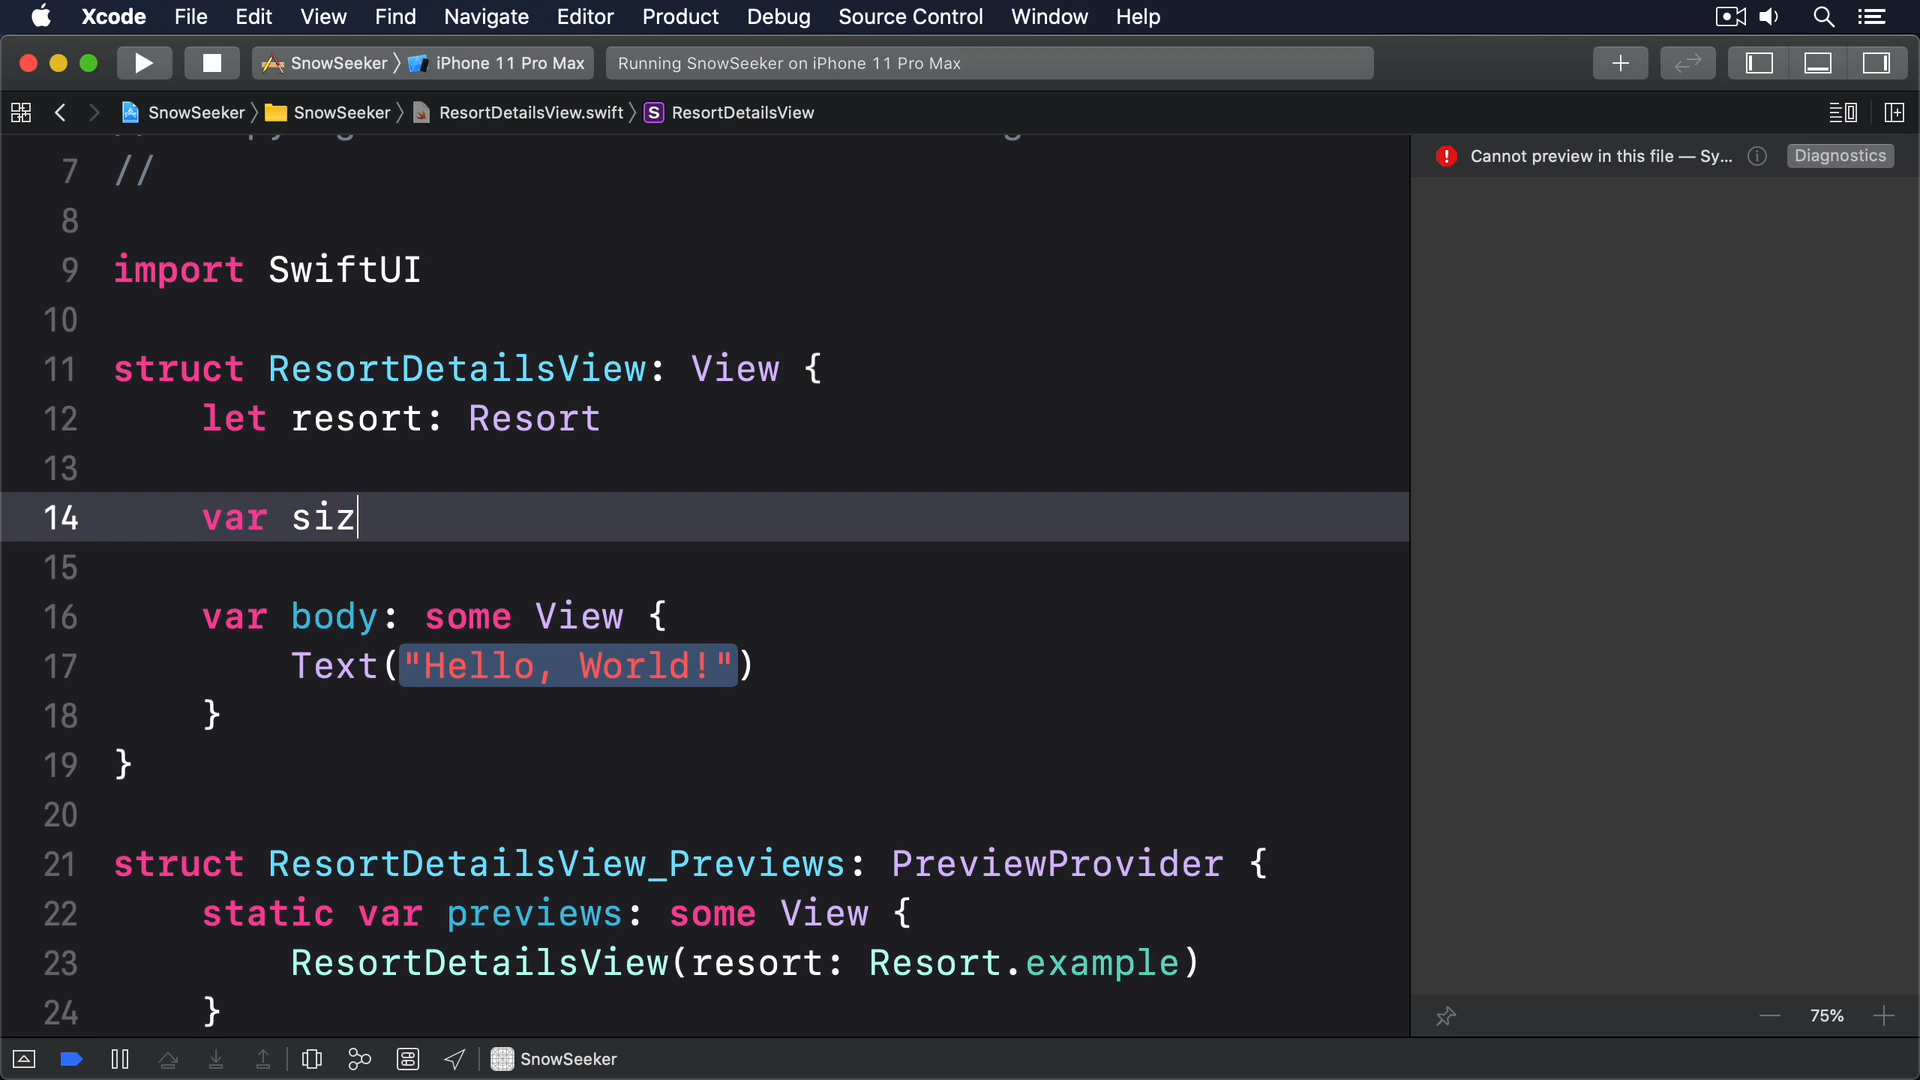 Xcode File Edit View Find Navigate Editor Product Debug Source Control Window Help
SnowSeeker iPhone 11 Pro Max Running SnowSeeker on iPhone 11 Pro Max
SnowSeeker SnowSeeker ResortDetailsView.swift S ResortDetailsView
Cannot preview in this file — Sy... Diagnostics
7 //
8
9 import SwiftUI
10
11 struct ResortDetailsView: View {
12 let resort: Resort
13
14 var siz
15
16 var body: some View {
17 Text("Hello, World!")
18 }
19 }
20
21 struct ResortDetailsView_Previews: PreviewProvider {
22 static var previews: some View {
23 ResortDetailsView(resort: Resort.example)
24 }
75%
SnowSeeker